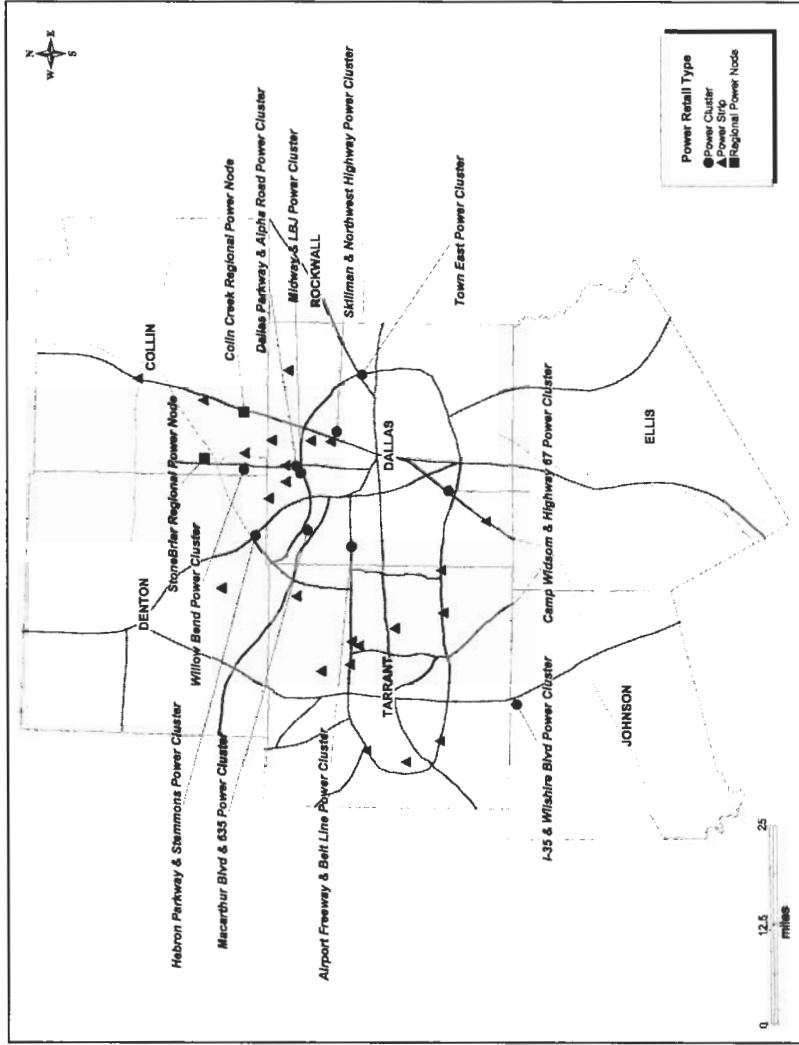 N
W E
S
Hebron Parkway & Stemmons Power Cluster
Willow Bend Power Cluster
StoneBriar Regional Power Node
Macarthur Blvd & 635 Power Cluster
Airport Freeway & Belt Line Power Cluster
Colin Creek Regional Power Node
Dallas Parkway & Alpha Road Power Cluster
Midway & LBJ Power Cluster
Skillman & Northwest Highway Power Cluster
Town East Power Cluster
I-35 & Wilshire Blvd Power Cluster
Camp Widsom & Highway 67 Power Cluster
DENTON
COLLIN
ROCKWALL
TARRANT
DALLAS
JOHNSON
ELLIS
Power Retail Type
Power Cluster
Power Strip
Regional Power Node
0 12.5 25
miles